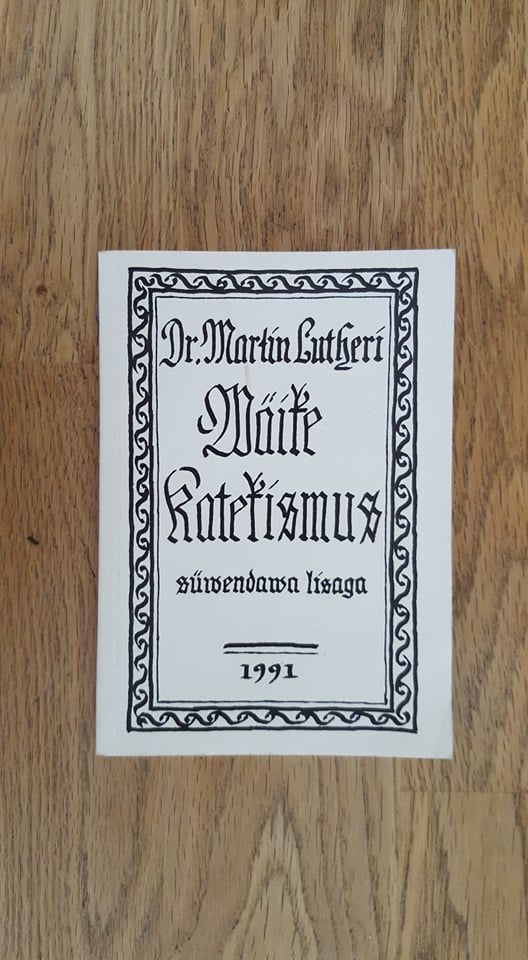 Dr. Martin Lutheri
Wäike
Katekismus
süwendawa lisaga
1991